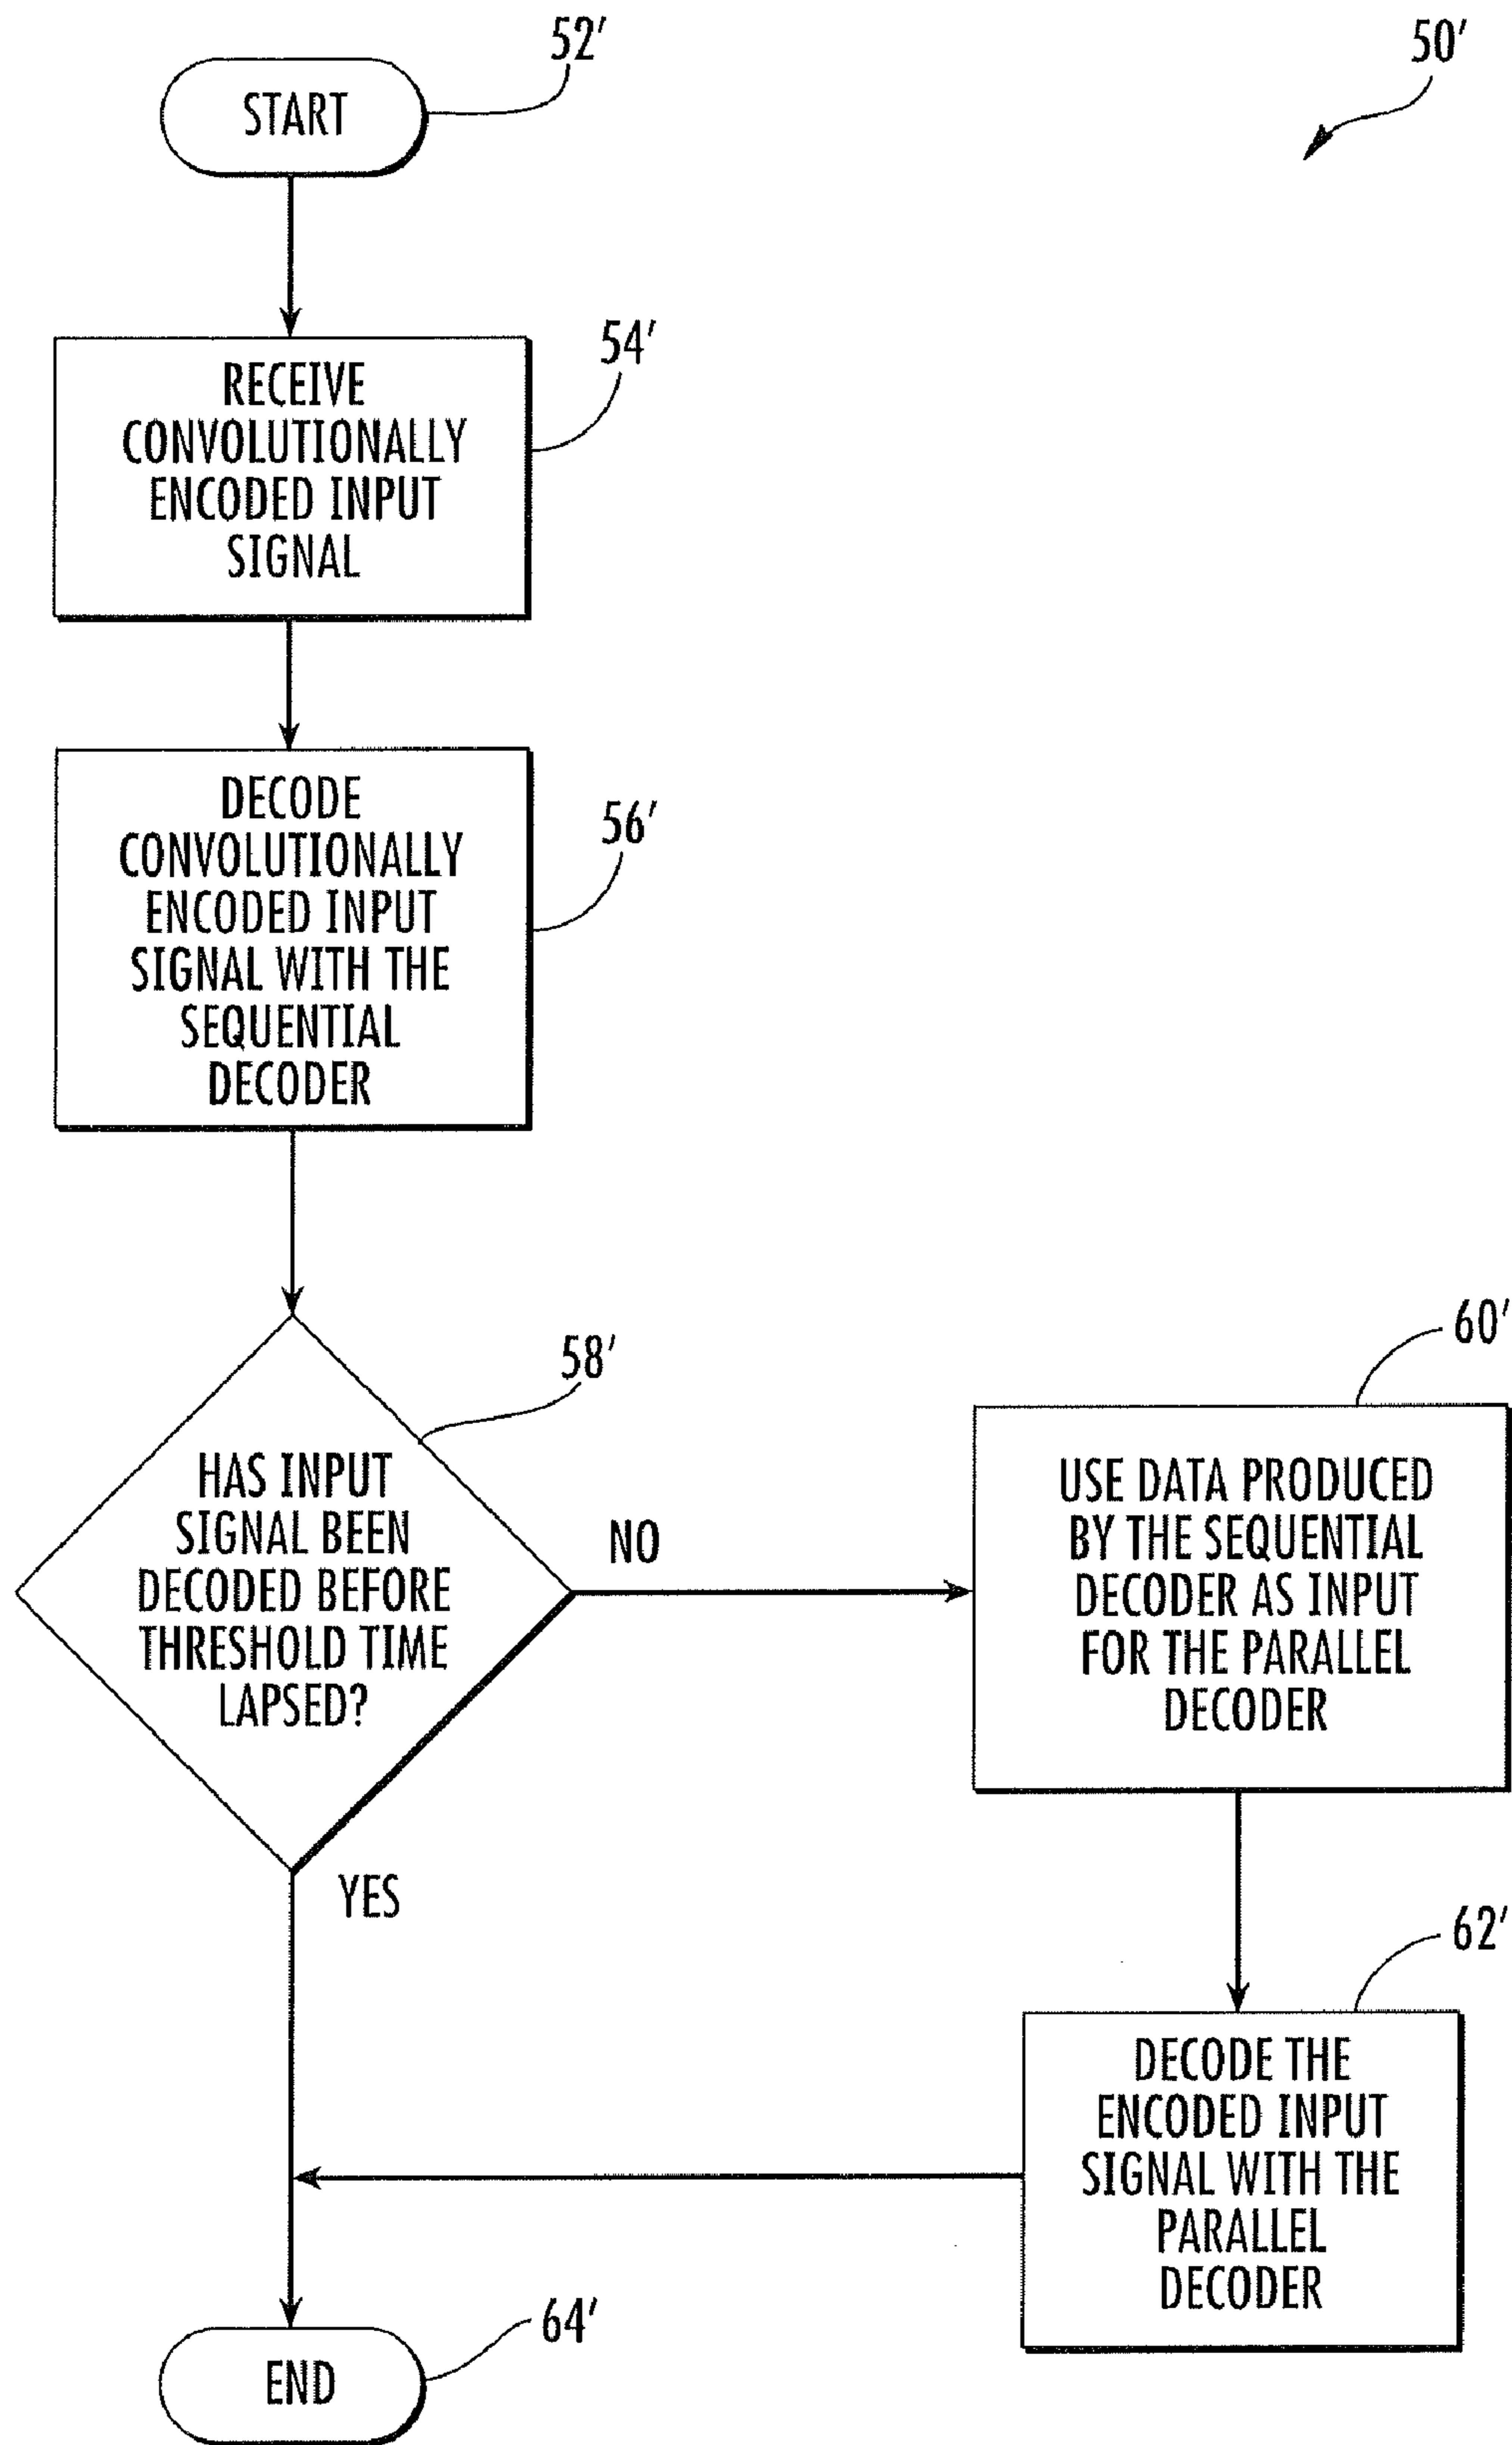 52′
50′
START
54′
RECEIVE
CONVOLUTIONALLY
ENCODED INPUT
SIGNAL
56′
DECODE
CONVOLUTIONALLY
ENCODED INPUT
SIGNAL WITH THE
SEQUENTIAL
DECODER
58′
HAS INPUT
SIGNAL BEEN
DECODED BEFORE
THRESHOLD TIME
LAPSED?
NO
YES
60′
USE DATA PRODUCED
BY THE SEQUENTIAL
DECODER AS INPUT
FOR THE PARALLEL
DECODER
62′
DECODE THE
ENCODED INPUT
SIGNAL WITH THE
PARALLEL
DECODER
64′
END